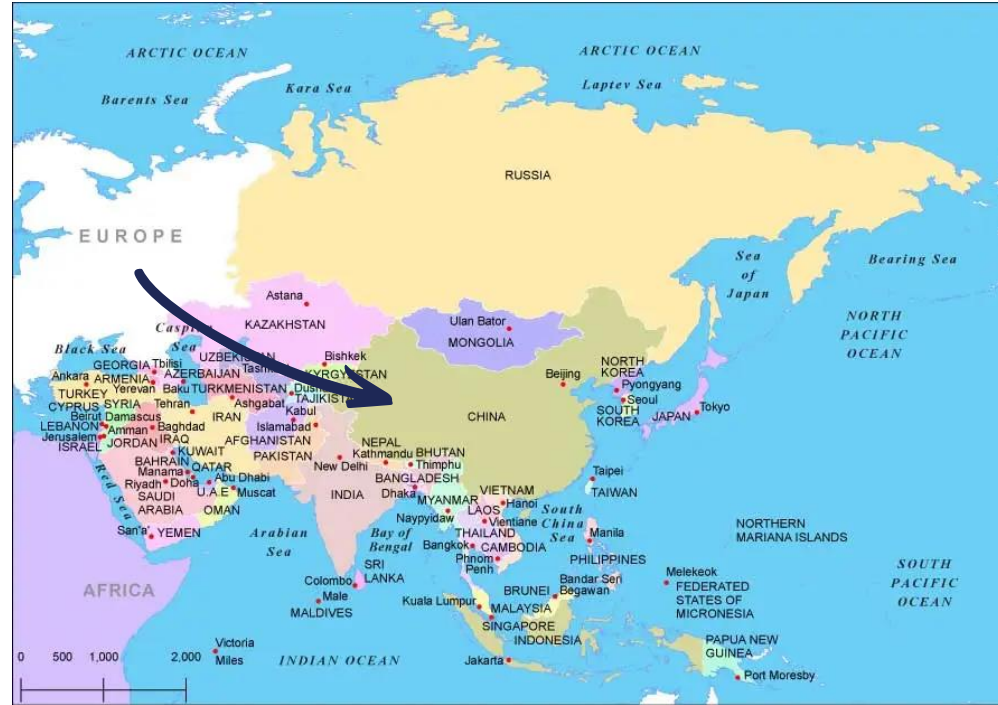 ARCTIC OCEAN
ARCTIC OCEAN
Barents Sea
Kara Sea
Laptev Sea
RUSSIA
EUROPE
Sea
of
Japan
Bearing Sea
NORTH
PACIFIC
OCEAN
Astana
KAZAKHSTAN
Ulan Bator
MONGOLIA
Black Sea
Sea
GEORGIA
Tbilisi
UZBEKISTAN
Bishkek
KYRGYZSTAN
Ankara
ARMENIA
AZERBAIJAN
TURKEY
Yerevan
Baku
TURKMENISTAN
TAJIKISTAN
Beijing
NORTH
KOREA
Pyongyang
Seoul
SOUTH
KOREA
JAPAN
Tokyo
CYPRUS
SYRIA
Tehran
Ashgabat
Kabul
Beirut
Damascus
IRAN
Islamabad
CHINA
LEBANON
Amman
Baghdad
AFGHANISTAN
Jerusalem
JORDAN
IRAQ
ISRAEL
KUWAIT
PAKISTAN
NEPAL
Kathmandu
BHUTAN
Thimphu
BAHRAIN
QATAR
Manama
New Delhi
Riyadh
Doha
Abu Dhabi
BANGLADESH
Dhaka
Taipei
TAIWAN
SAUDI
ARABIA
U.A.E
Muscat
INDIA
MYANMAR
VIETNAM
Hanoi
LAOS
OMAN
Naypyidaw
Vientiane
South
China
Sea
Red Sea
San'a'
YEMEN
Arabian
Sea
Bay of
Bengal
THAILAND
Bangkok
CAMBODIA
Phnom
Penh
Manila
PHILIPPINES
NORTHERN
MARIANA ISLANDS
AFRICA
SRI
LANKA
Colombo
Male
MALDIVES
Kuala Lumpur
BRUNEI
Bandar Seri
Begawan
MALAYSIA
SINGAPORE
INDONESIA
Melekeok
FEDERATED
STATES OF
MICRONESIA
SOUTH
PACIFIC
OCEAN
PAPUA NEW
GUINEA
Port Moresby
Victoria
0 500 1,000 2,000
Miles
INDIAN OCEAN
Jakarta